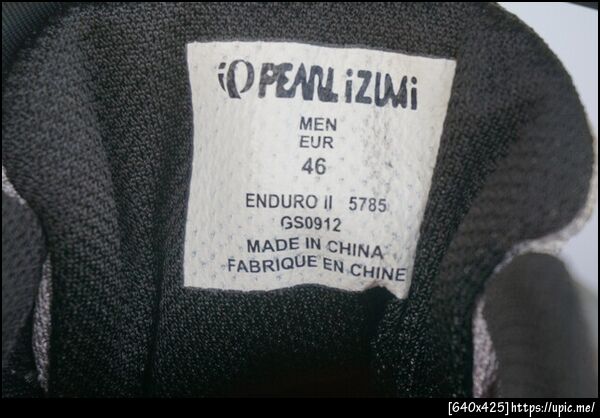 PEARL iZUMi
MEN
EUR
46
ENDURO II 5785
GS0912
MADE IN CHINA
FABRIQUE EN CHINE
[640x425]https://upic.me/